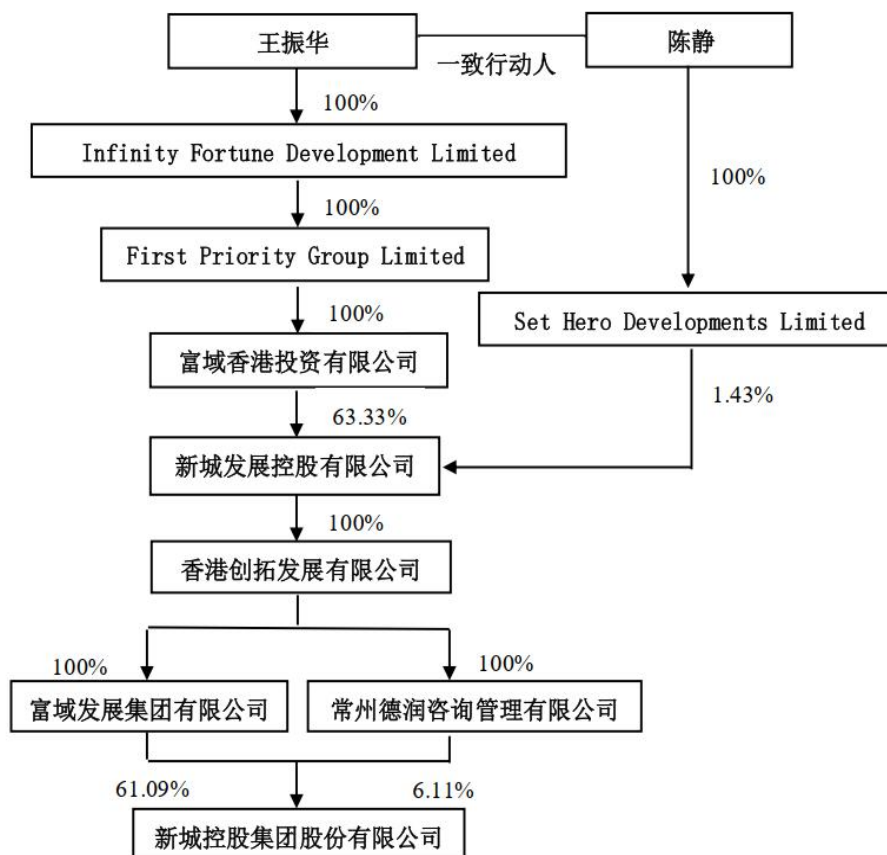 王振华
陈静
一致行动人
100%
Infinity Fortune Development Limited
100%
100%
First Priority Group Limited
100%
Set Hero Developments Limited
富域香港投资有限公司
1.43%
63.33%
新城发展控股有限公司
100%
香港创拓发展有限公司
100%
100%
富域发展集团有限公司
常州德润咨询管理有限公司
61.09%
6.11%
新城控股集团股份有限公司